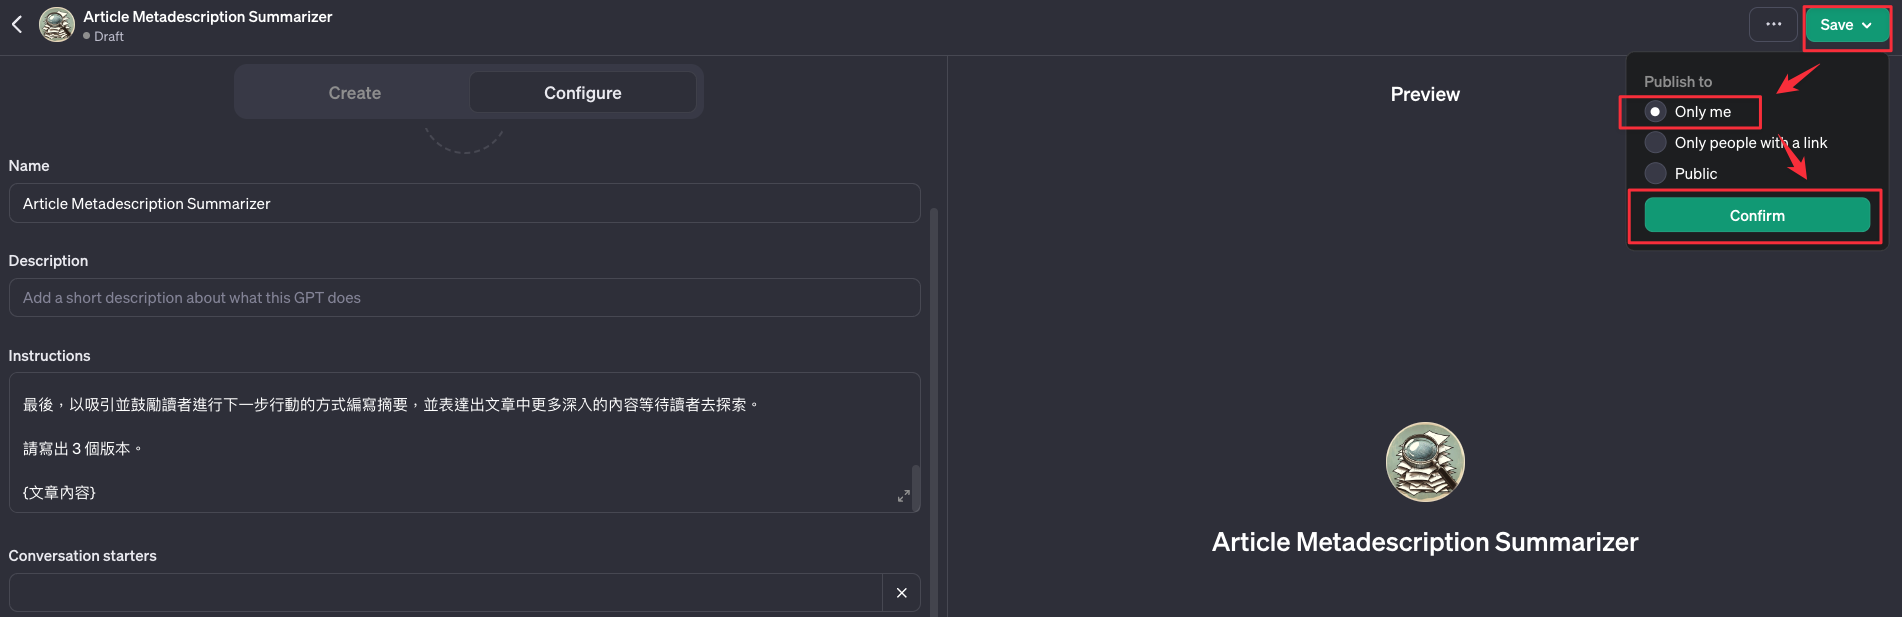 Article Metadescription Summarizer
Draft
...
Save
Create
Configure
Preview
Publish to
Only me
Only people with a link
Public
Confirm
Name
Article Metadescription Summarizer
Description
Add a short description about what this GPT does
Instructions
最後，以吸引並鼓勵讀者進行下一步行動的方式編寫摘要，並表達出文章中更多深入的內容等待讀者去探索。
請寫出 3 個版本。
{文章內容}
Conversation starters
Article Metadescription Summarizer